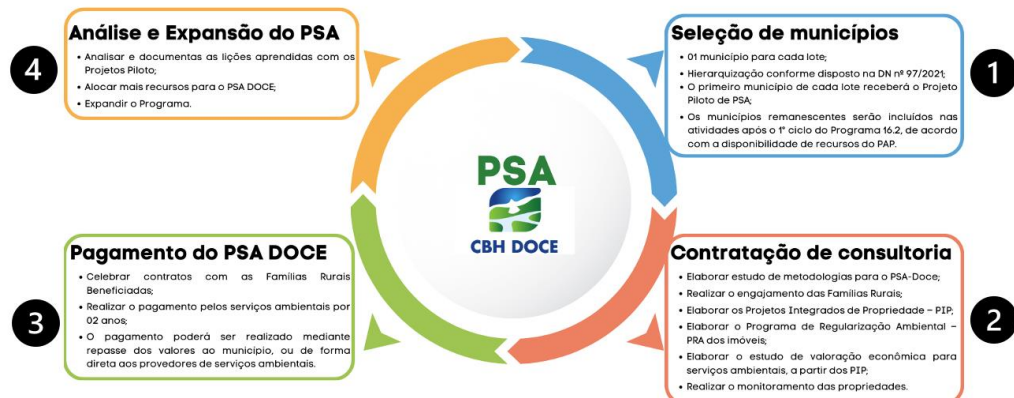 1
Seleção de municípios
• 01 município para cada lote;
• Hierarquização conforme disposto na DN nº 97/2021;
• O primeiro município de cada lote receberá o Projeto
Piloto de PSA;
• Os municípios remanescentes serão incluídos nas
atividades após o 1º ciclo do Programa 16.2, de acordo
com a disponibilidade de recursos do PAP.
2
Contratação de consultoria
• Elaborar estudo de metodologias para o PSA-Doce;
• Realizar o engajamento das Famílias Rurais;
• Elaborar os Projetos Integrados de Propriedade – PIP;
• Elaborar o Programa de Regularização Ambiental –
PRA dos imóveis;
• Elaborar o estudo de valoração econômica para
serviços ambientais, a partir dos PIP;
• Realizar o monitoramento das propriedades.
3
Pagamento do PSA DOCE
• Celebrar contratos com as Famílias Rurais
Beneficiadas;
• Realizar o pagamento pelos serviços ambientais por
02 anos;
• O pagamento poderá ser realizado mediante
repasse dos valores ao município, ou de forma
direta aos provedores de serviços ambientais.
4
Análise e Expansão do PSA
• Analisar e documentas as lições aprendidas com os
Projetos Piloto;
• Alocar mais recursos para o PSA DOCE;
• Expandir o Programa.
PSA
CBH DOCE